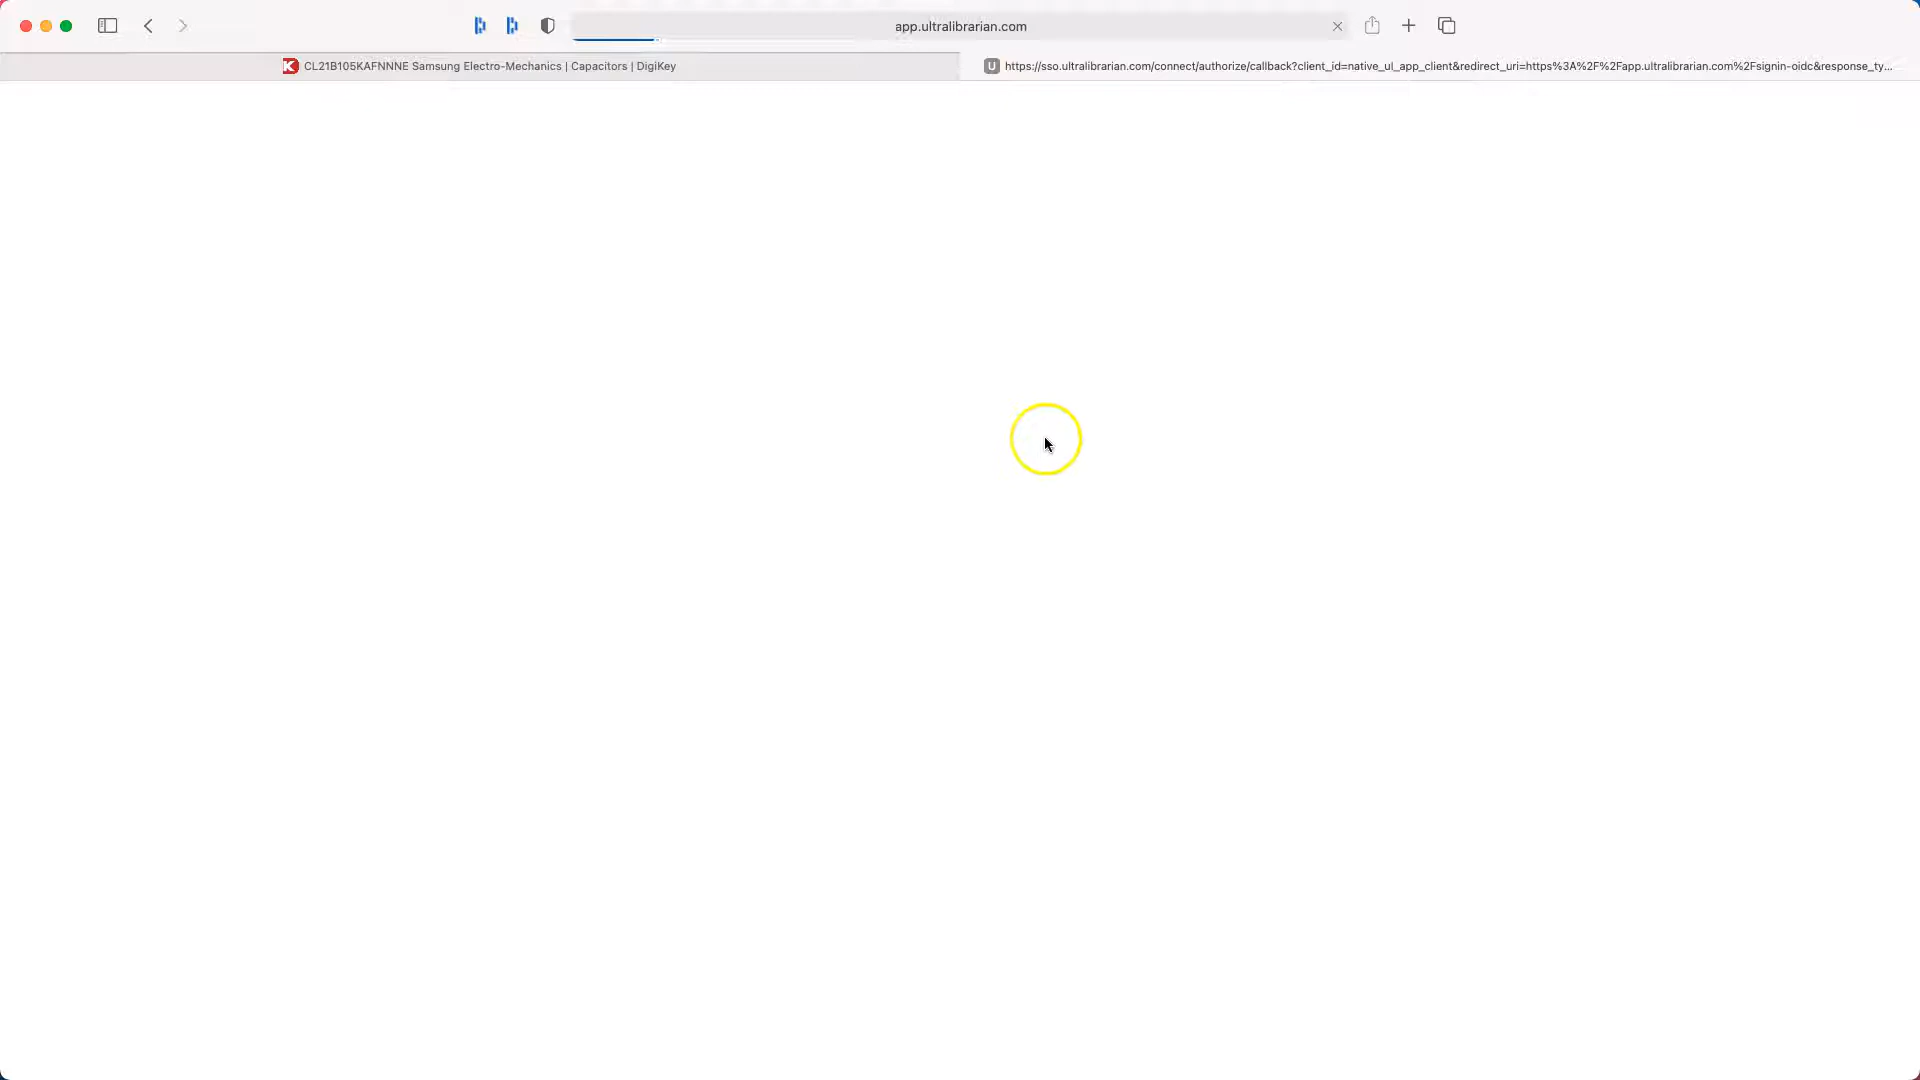 app.ultralibrarian.com
CL21B105KAFNNNE Samsung Electro-Mechanics | Capacitors | DigiKey
U https://sso.ultralibrarian.com/connect/authorize/callback?client_id=native_ul_app_client&redirect_uri=https%3A%2F%2Fapp.ultralibrarian.com%2Fsignin-oidc&response_ty...